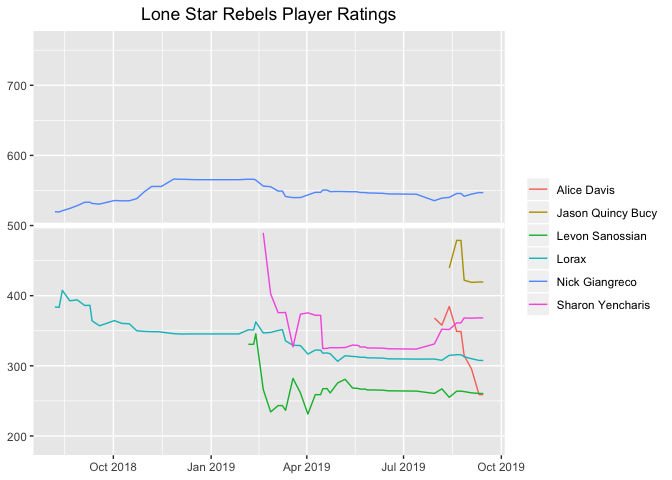 Lone Star Rebels Player Ratings
700
600
500
400
300
200
Oct 2018
Jan 2019
Apr 2019
Jul 2019
Oct 2019
Alice Davis
Jason Quincy Bucy
Levon Sanossian
Lorax
Nick Giangreco
Sharon Yencharis